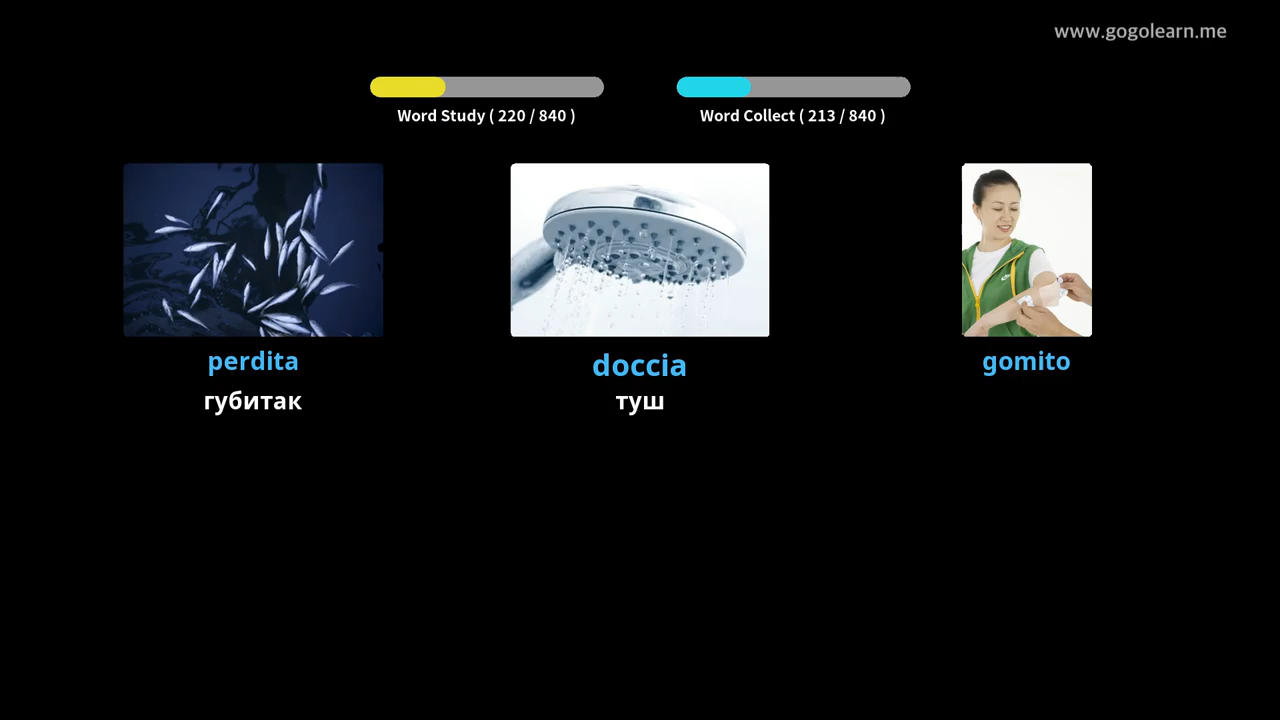 www.gogolearn.me
Word Study ( 220 / 840 )
Word Collect ( 213 / 840 )
perdita
doccia
gomito
губитак
туш